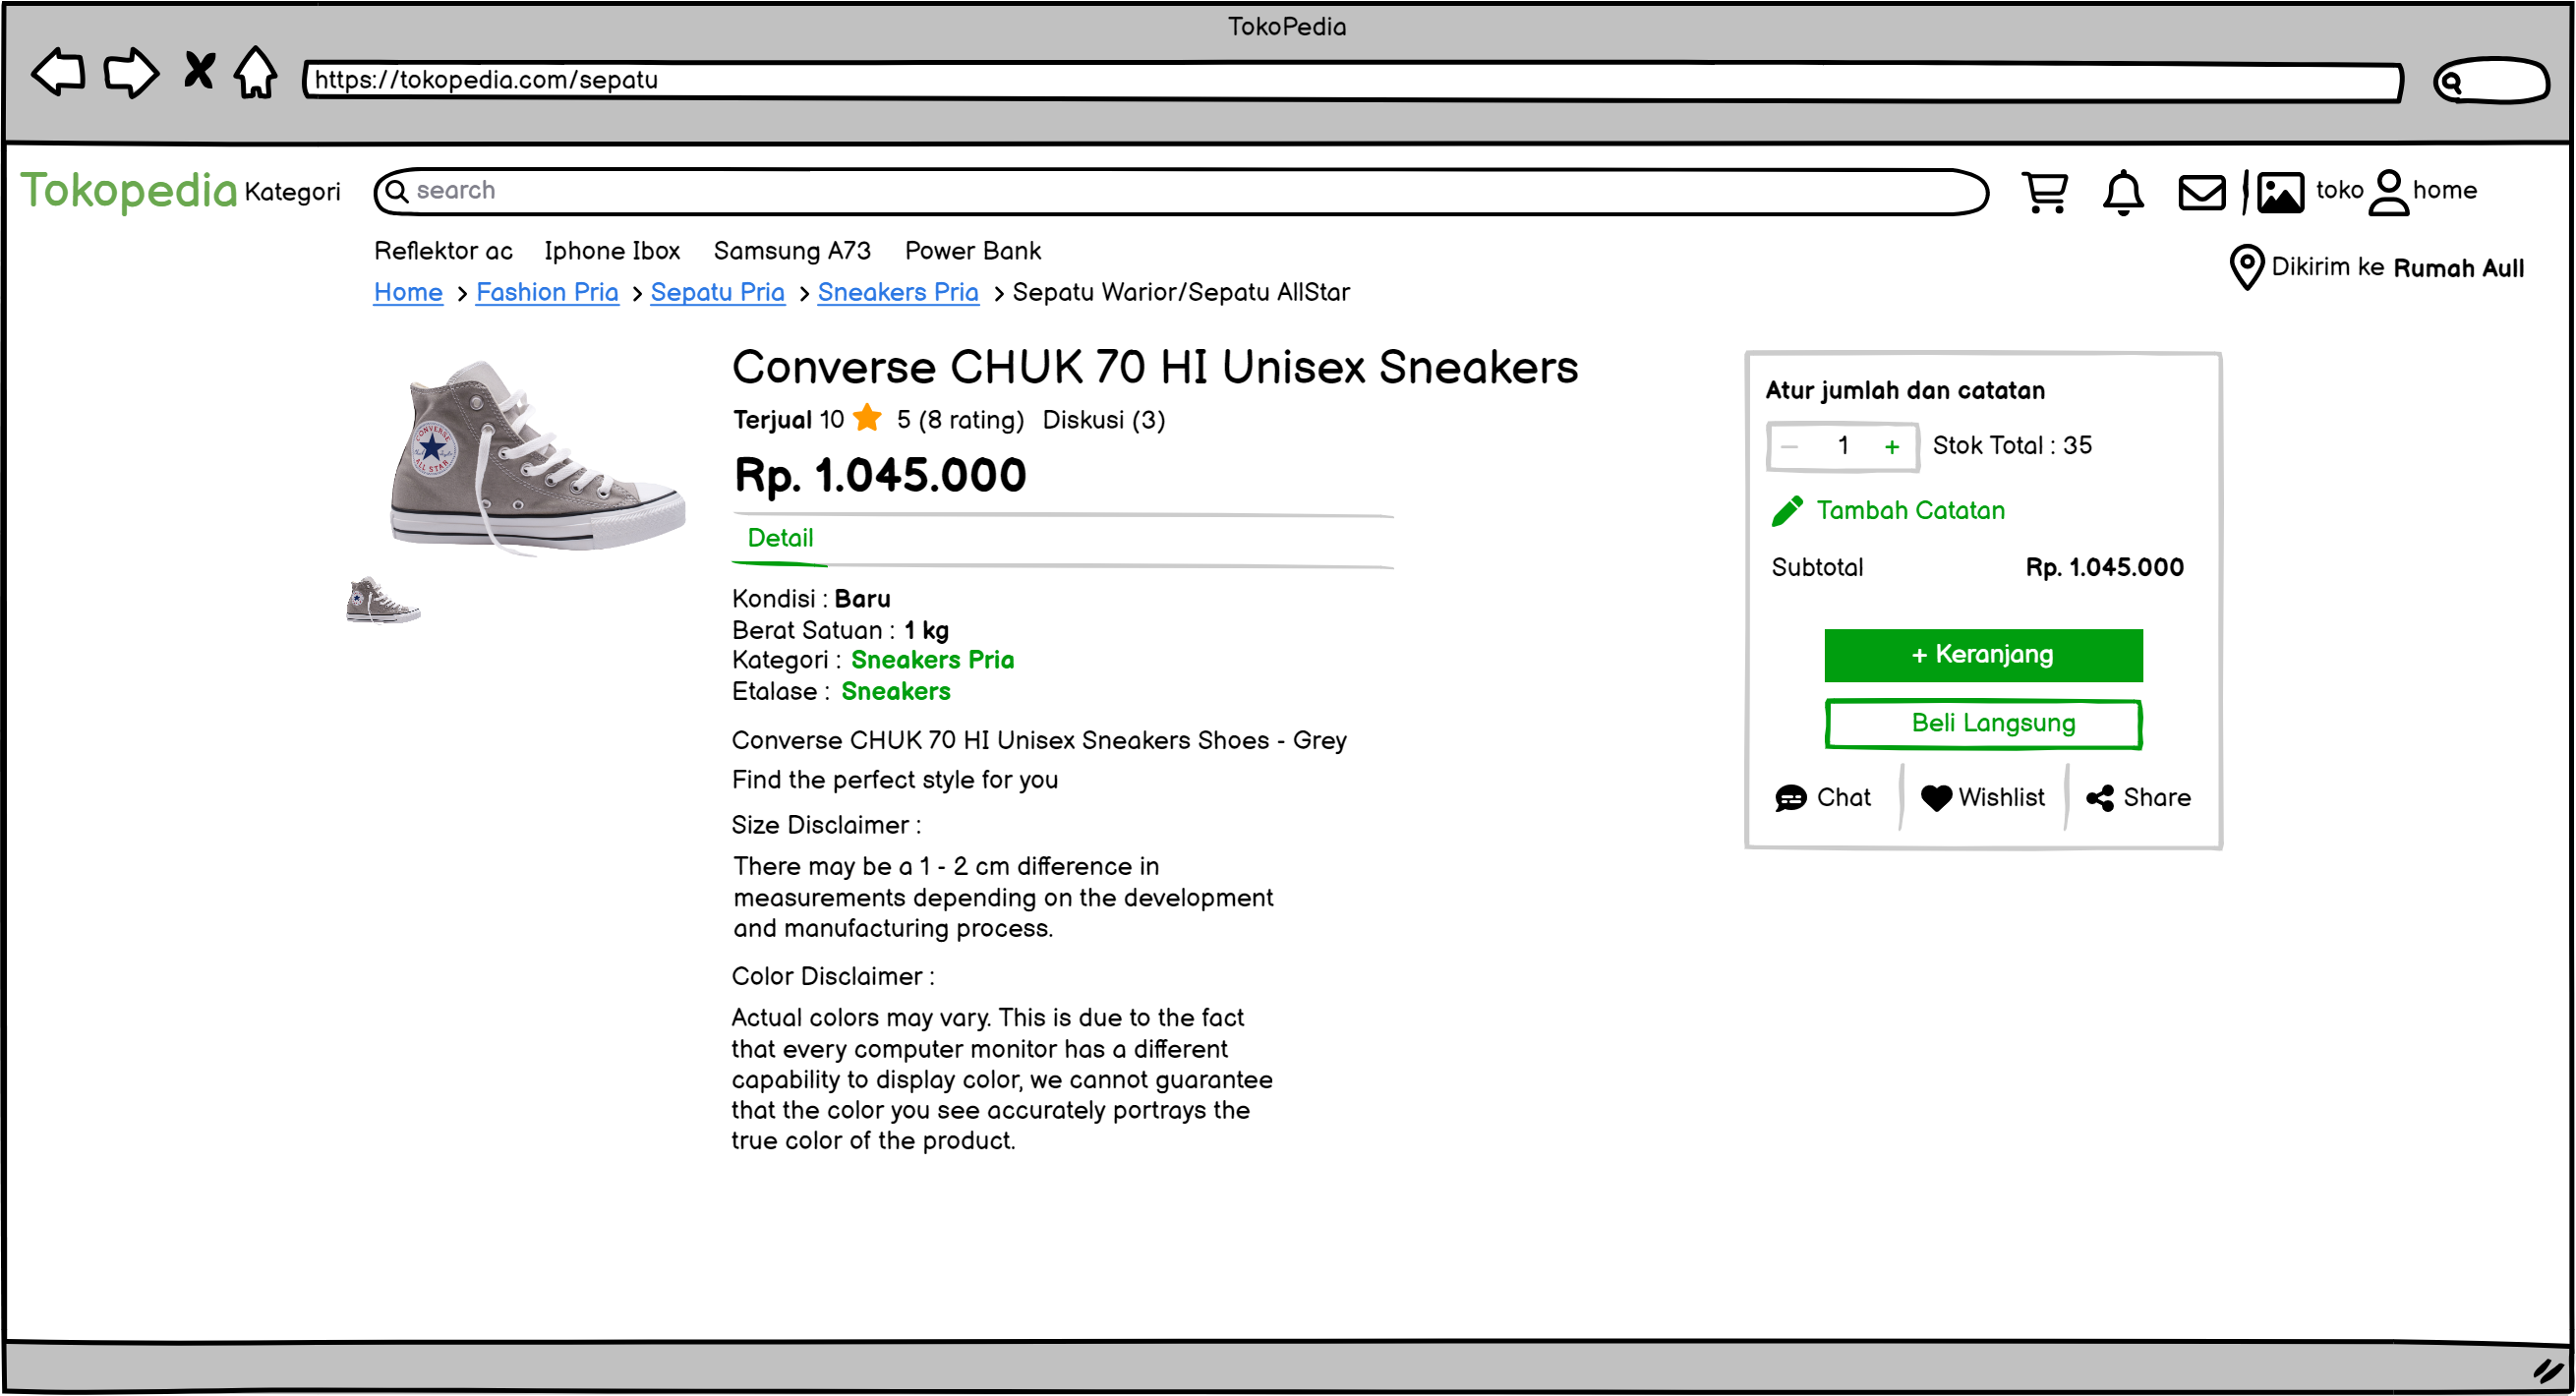 TokoPedia
https://tokopedia.com/sepatu
Tokopedia Kategori search toko home
Reflektor ac Iphone Ibox Samsung A73 Power Bank
Dikirim ke Rumah Aull
Home > Fashion Pria > Sepatu Pria > Sneakers Pria > Sepatu Warior/Sepatu AllStar
CONVERSE
ALL STAR
Converse CHUK 70 HI Unisex Sneakers
Terjual 10 5 (8 rating) Diskusi (3)
Rp. 1.045.000
Detail
Kondisi : Baru
Berat Satuan : 1 kg
Kategori : Sneakers Pria
Etalase : Sneakers
Converse CHUK 70 HI Unisex Sneakers Shoes - Grey
Find the perfect style for you
Size Disclaimer :
There may be a 1 - 2 cm difference in
measurements depending on the development
and manufacturing process.
Color Disclaimer :
Actual colors may vary. This is due to the fact
that every computer monitor has a different
capability to display color, we cannot guarantee
that the color you see accurately portrays the
true color of the product.
Atur jumlah dan catatan
− 1 + Stok Total : 35
Tambah Catatan
Subtotal Rp. 1.045.000
+ Keranjang
Beli Langsung
Chat Wishlist Share